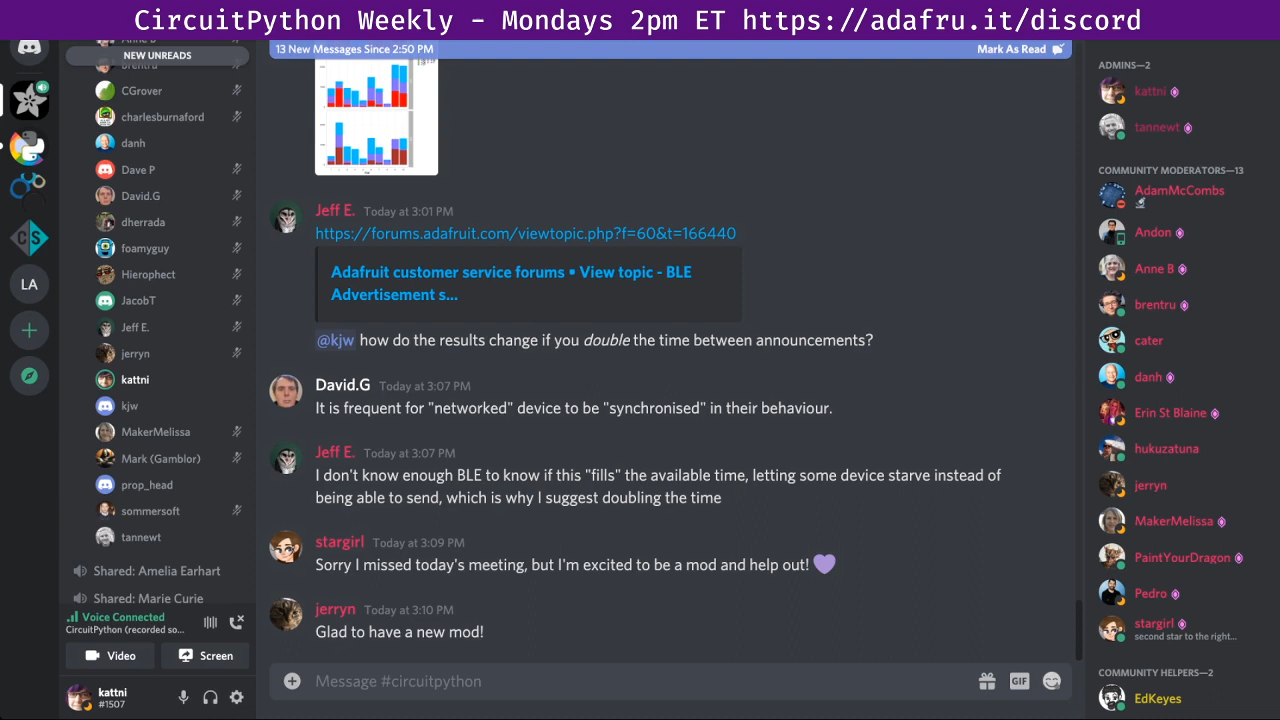 CircuitPython Weekly - Mondays 2pm ET https://adafru.it/discord
NEW UNREADS
brentru
CGrover
charlesburnaford
danh
Dave P
David.G
dherrada
foamyguy
Hierophect
JacobT
Jeff E.
jerryn
kattni
kjw
MakerMelissa
Mark (Gamblor)
prop_head
sommersoft
tannewt
Shared: Amelia Earhart
Shared: Marie Curie
Voice Connected
CircuitPython (recorded so...
Video
Screen
kattni
#1507
LA
13 New Messages Since 2:50 PM
Mark As Read
Jeff E. Today at 3:01 PM
https://forums.adafruit.com/viewtopic.php?f=60&t=166440
Adafruit customer service forums • View topic - BLE
Advertisement s...
@kjw how do the results change if you double the time between announcements?
David.G Today at 3:07 PM
It is frequent for "networked" device to be "synchronised" in their behaviour.
Jeff E. Today at 3:07 PM
I don't know enough BLE to know if this "fills" the available time, letting some device starve instead of
being able to send, which is why I suggest doubling the time
stargirl Today at 3:09 PM
Sorry I missed today's meeting, but I'm excited to be a mod and help out!
jerryn Today at 3:10 PM
Glad to have a new mod!
Message #circuitpython
GIF
ADMINS—2
kattni
tannewt
COMMUNITY MODERATORS—13
AdamMcCombs
Andon
Anne B
brentru
cater
danh
Erin St Blaine
hukuzatuna
jerryn
MakerMelissa
PaintYourDragon
Pedro
stargirl
second star to the right...
COMMUNITY HELPERS—2
EdKeyes